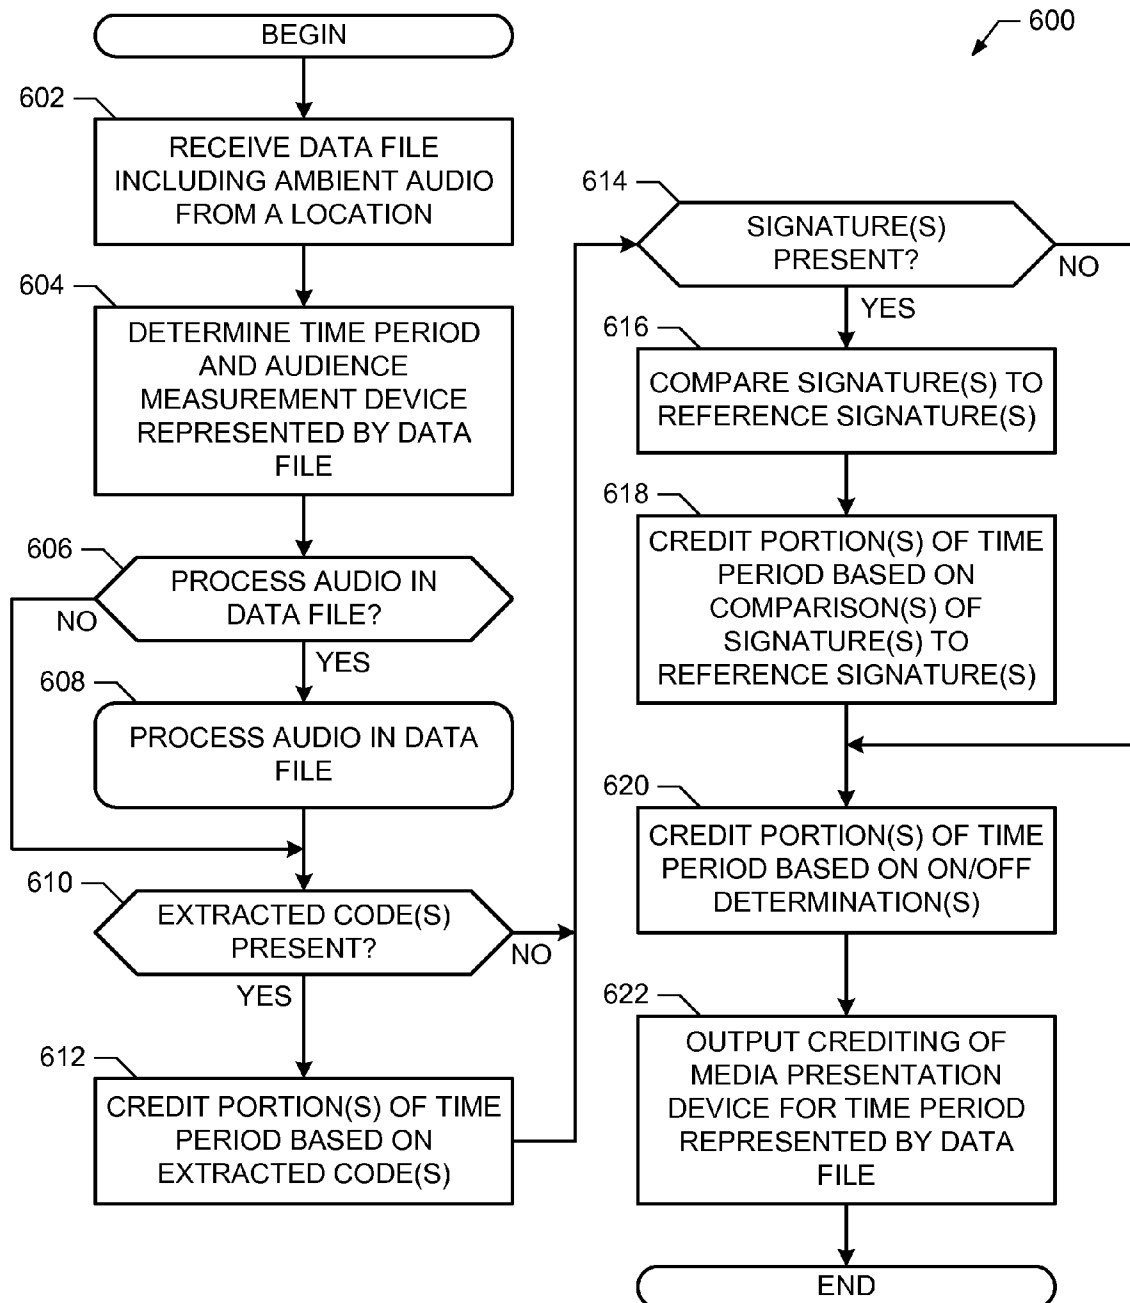 BEGIN
600
602
RECEIVE DATA FILE
INCLUDING AMBIENT AUDIO
FROM A LOCATION
604
DETERMINE TIME PERIOD
AND AUDIENCE
MEASUREMENT DEVICE
REPRESENTED BY DATA
FILE
606
PROCESS AUDIO IN
DATA FILE?
NO
YES
608
PROCESS AUDIO IN DATA
FILE
610
EXTRACTED CODE(S)
PRESENT?
NO
YES
612
CREDIT PORTION(S) OF TIME
PERIOD BASED ON
EXTRACTED CODE(S)
614
SIGNATURE(S)
PRESENT?
NO
YES
616
COMPARE SIGNATURE(S) TO
REFERENCE SIGNATURE(S)
618
CREDIT PORTION(S) OF TIME
PERIOD BASED ON
COMPARISON(S) OF
SIGNATURE(S) TO
REFERENCE SIGNATURE(S)
620
CREDIT PORTION(S) OF TIME
PERIOD BASED ON ON/OFF
DETERMINATION(S)
622
OUTPUT CREDITING OF
MEDIA PRESENTATION
DEVICE FOR TIME PERIOD
REPRESENTED BY DATA
FILE
END